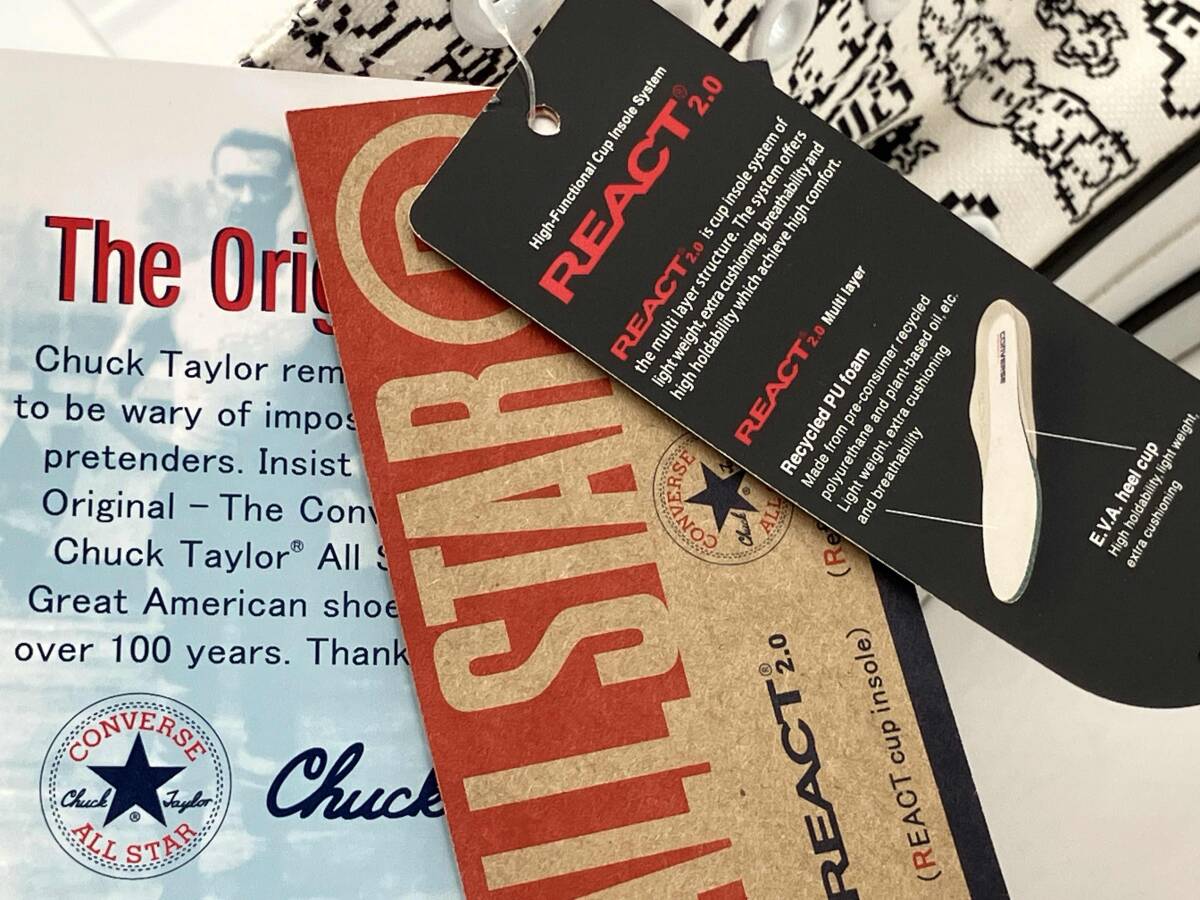 The Orig
Chuck Taylor rem
to be wary of impos
pretenders. Insist
Original – The Conv
Chuck Taylor® All S
Great American shoe
over 100 years. Thank
CONVERSE
Chuck Taylor
®
ALL STAR
Chuck
ALL STAR
R
CONVERSE
Chuck
®
ALL
(Re
REACT® 2.0
(REACT cup insole)
High-Functional Cup Insole System
REACT® 2.0
REACT® 2.0 is cup insole system of
the multi layer structure. The system offers
light weight, extra cushioning, breathability and
high holdability which achieve high comfort.
REACT® 2.0 Multi layer
Recycled PU foam
Made from pre-consumer recycled
polyurethane and plant-based oil, etc.
Light weight, extra cushioning
and breathability
CONVERSE
E.V.A. heel cup
High holdability, light weight,
extra cushioning